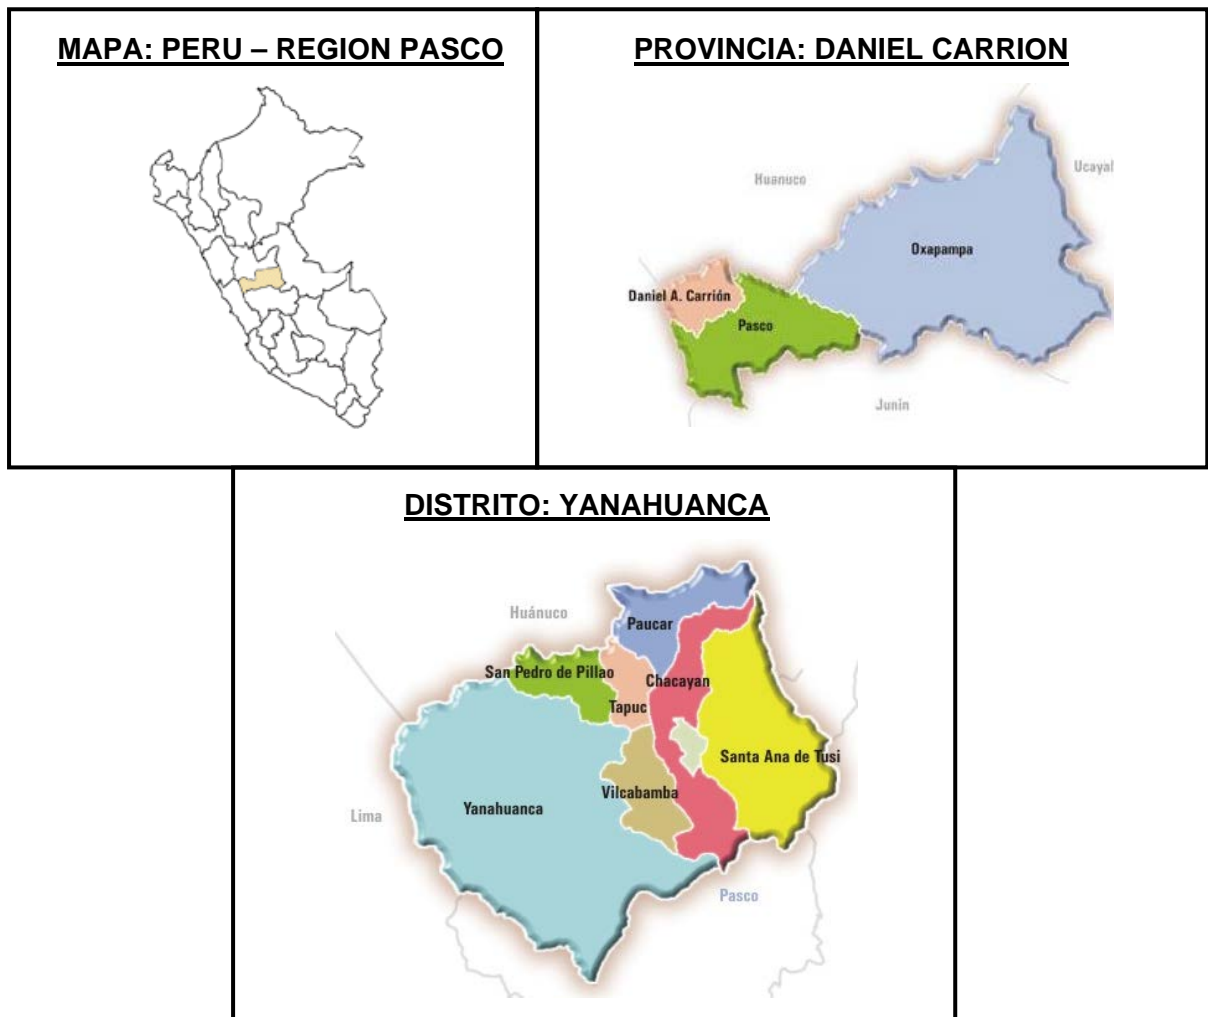 MAPA: PERU – REGION PASCO
PROVINCIA: DANIEL CARRION
Huanuco
Ucayal
Oxapampa
Daniel A. Carrión
Pasco
Junin
DISTRITO: YANAHUANCA
Huánuco
Paucar
San Pedro de Pillao
Chacayan
Tapuc
Santa Ana de Tusi
Vilcabamba
Yanahuanca
Lima
Pasco